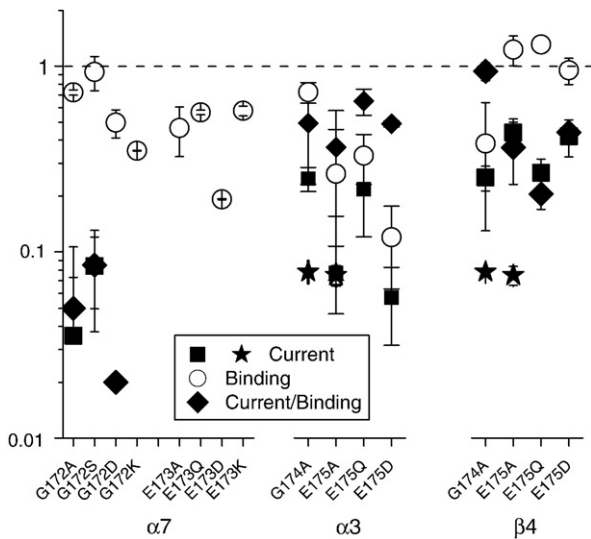 1
0.1
0.01
Current
Binding
Current/Binding
G172A
G172S
G172D
G172K
E173A
E173Q
E173D
E173K
G174A
E175A
E175Q
E175D
G174A
E175A
E175Q
E175D
α7
α3
β4